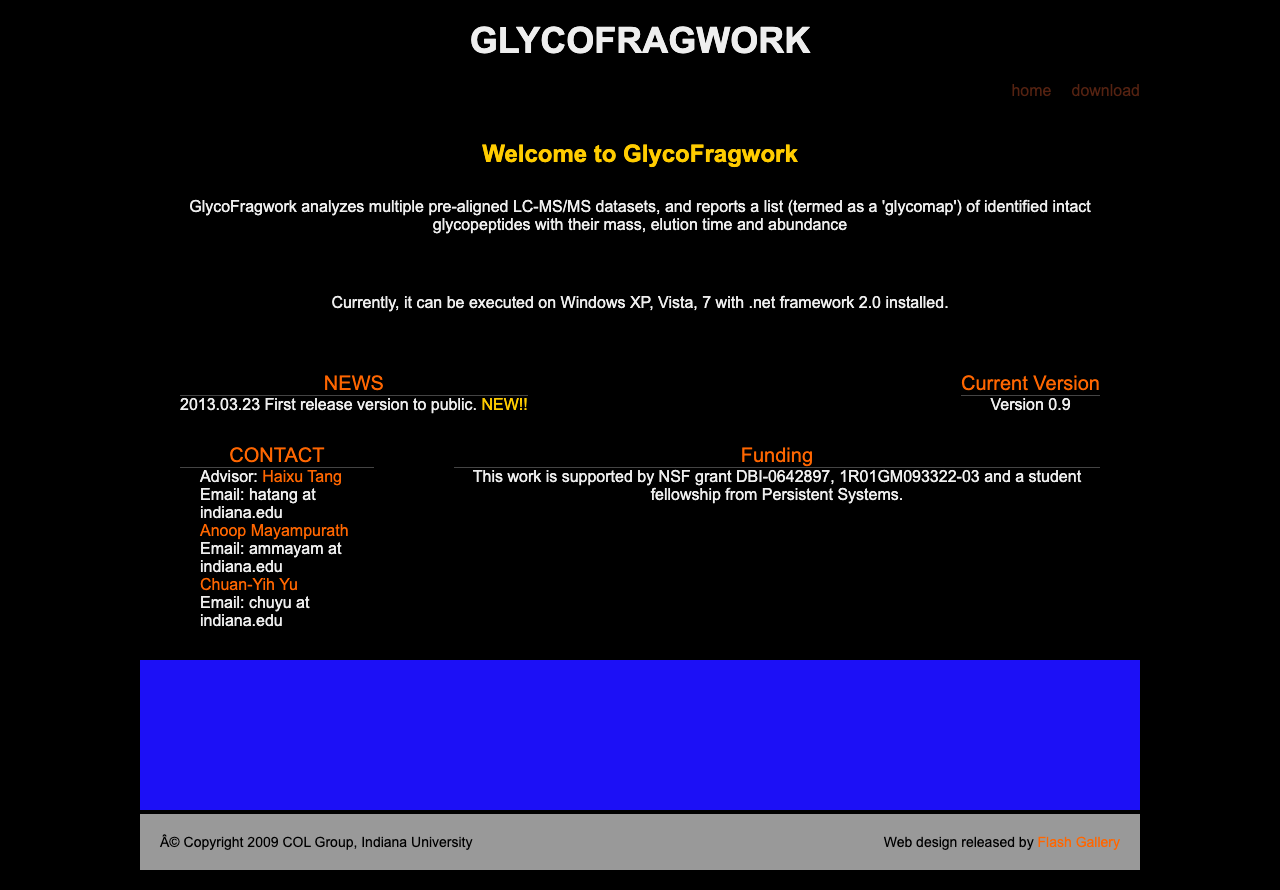 GLYCOFRAGWORK
home download
Welcome to GlycoFragwork
GlycoFragwork analyzes multiple pre-aligned LC-MS/MS datasets, and reports a list (termed as a 'glycomap') of identified intact
glycopeptides with their mass, elution time and abundance
Currently, it can be executed on Windows XP, Vista, 7 with .net framework 2.0 installed.
NEWS
2013.03.23 First release version to public. NEW!!
Current Version
Version 0.9
CONTACT
Advisor: Haixu Tang
Email: hatang at
indiana.edu
Anoop Mayampurath
Email: ammayam at
indiana.edu
Chuan-Yih Yu
Email: chuyu at
indiana.edu
Funding
This work is supported by NSF grant DBI-0642897, 1R01GM093322-03 and a student
fellowship from Persistent Systems.
Â© Copyright 2009 COL Group, Indiana University
Web design released by Flash Gallery